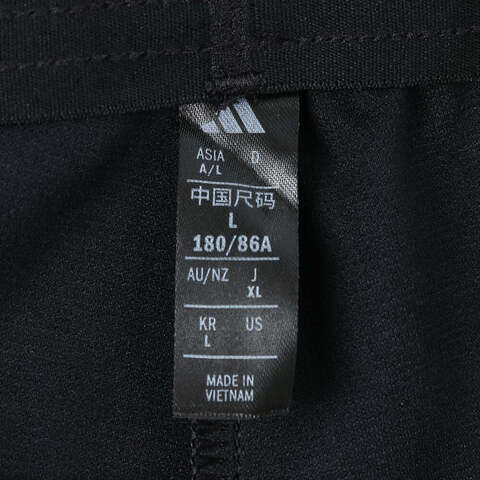 ASIA D
A/L
中国尺码
L
180/86A
AU/NZ J
XL
KR US
L
MADE IN
VIETNAM